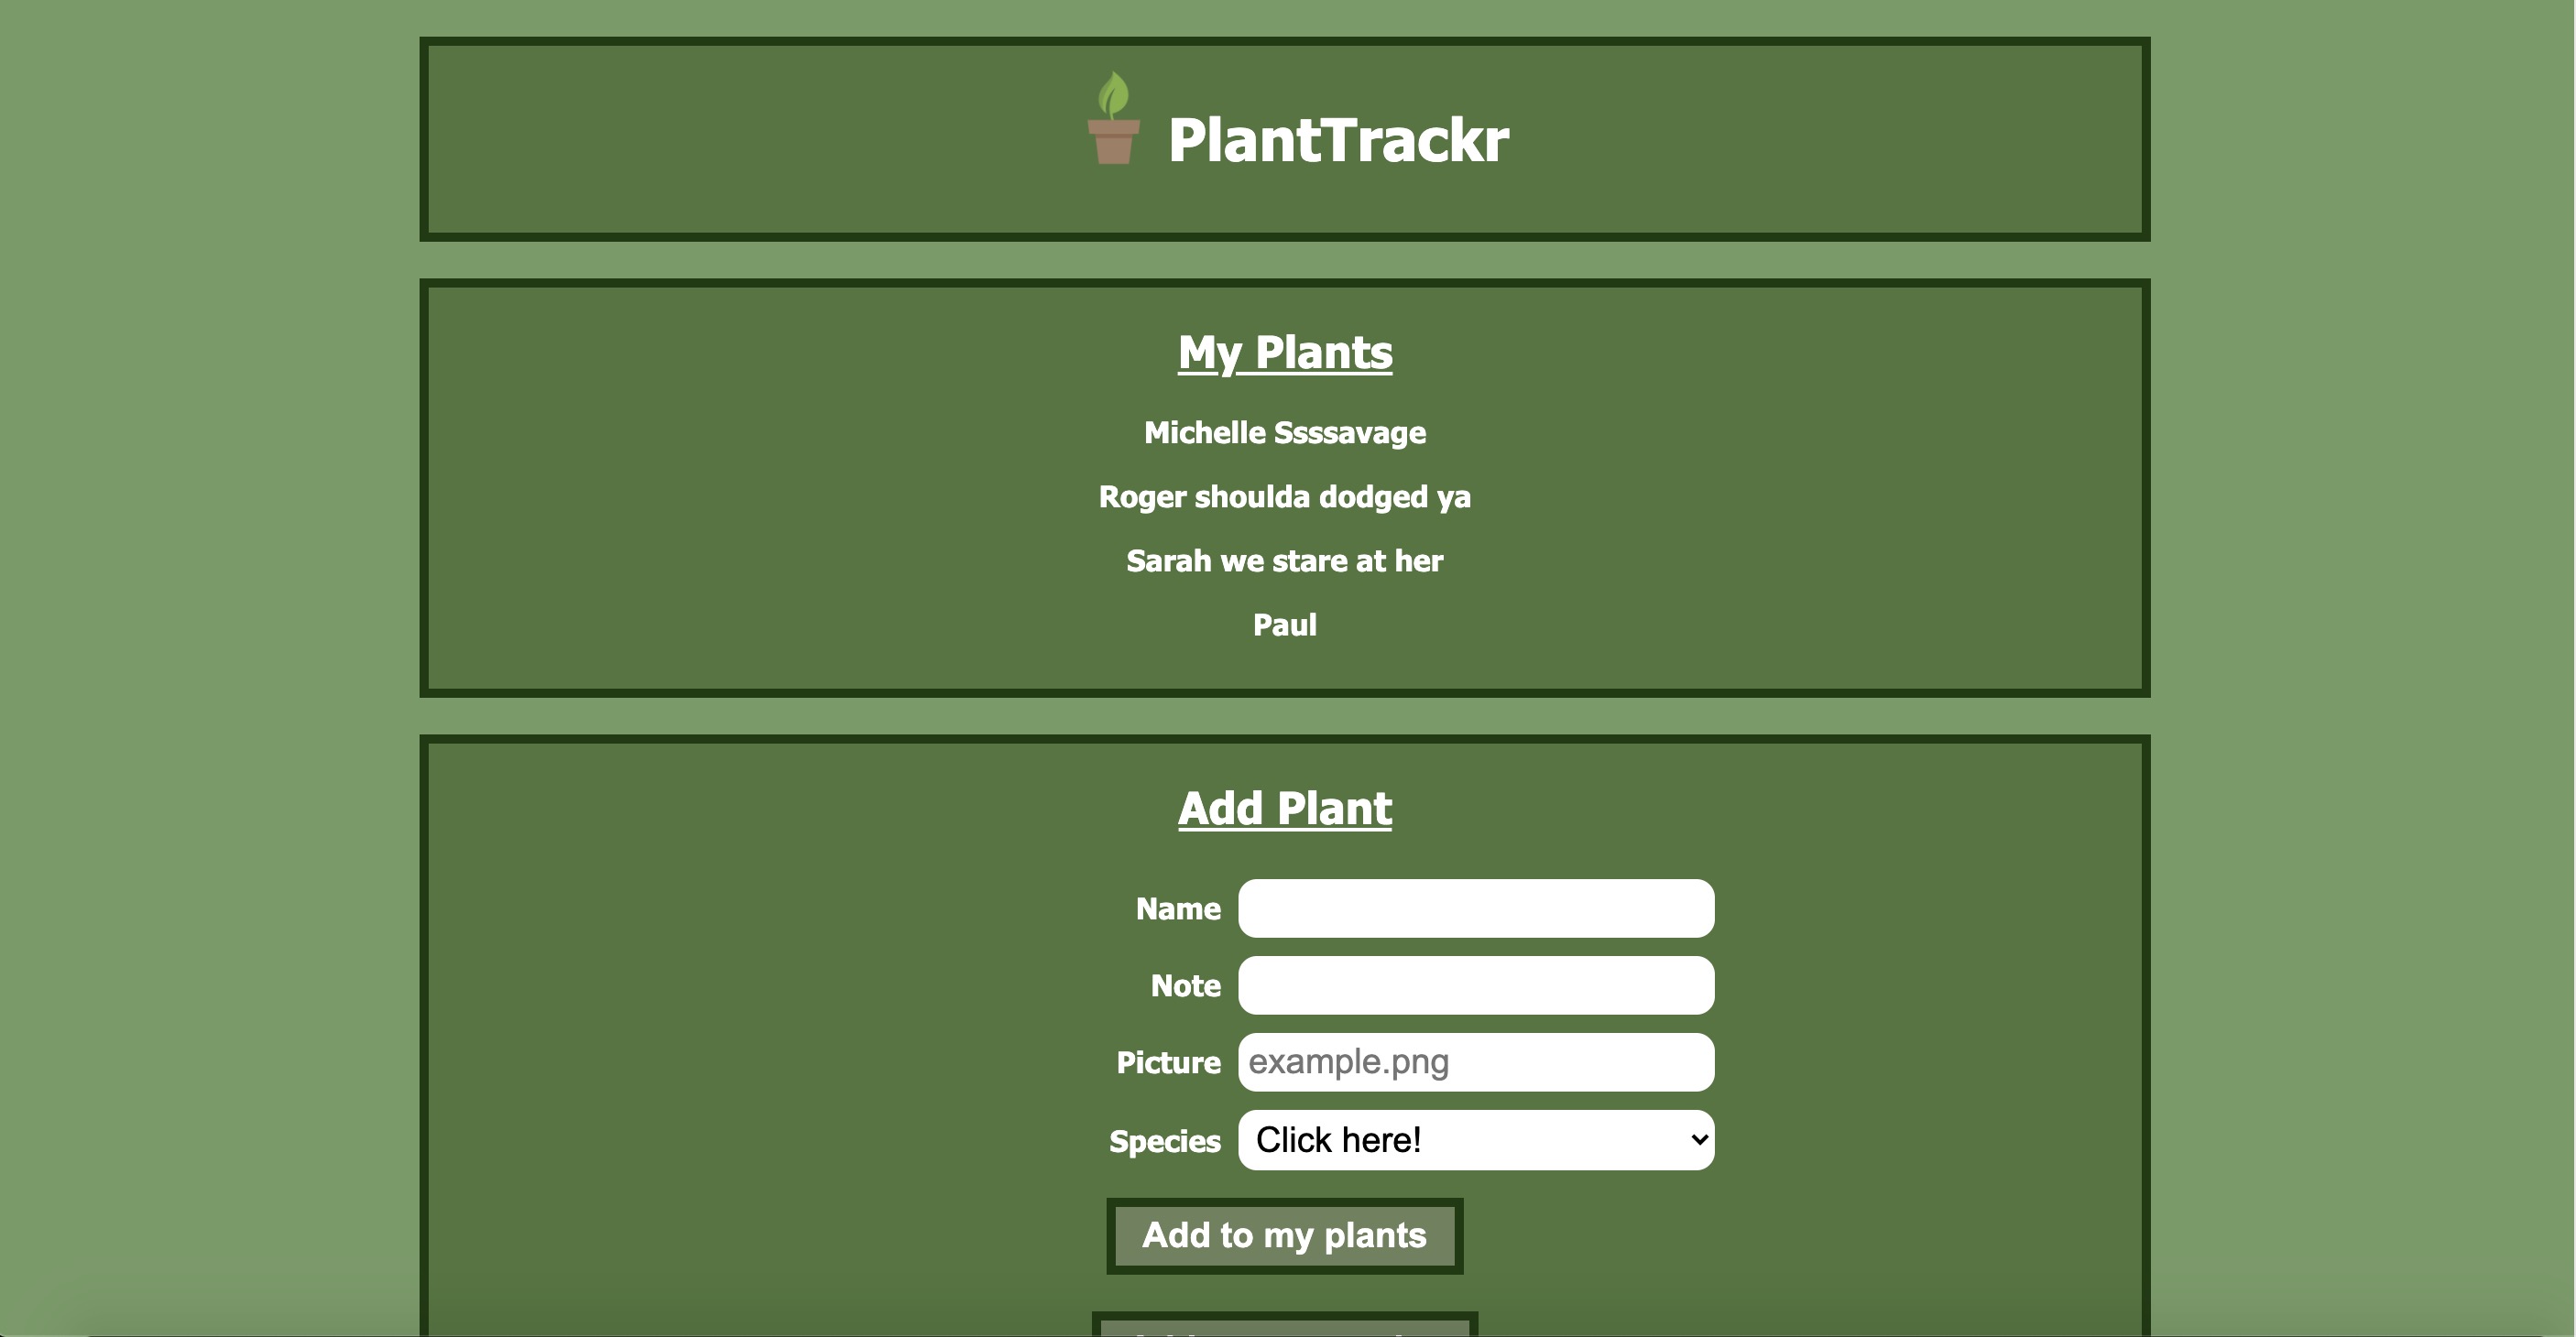 PlantTrackr
My Plants
Michelle Ssssavage
Roger shoulda dodged ya
Sarah we stare at her
Paul
Add Plant
Name
Note
Picture example.png
Species Click here!
Add to my plants